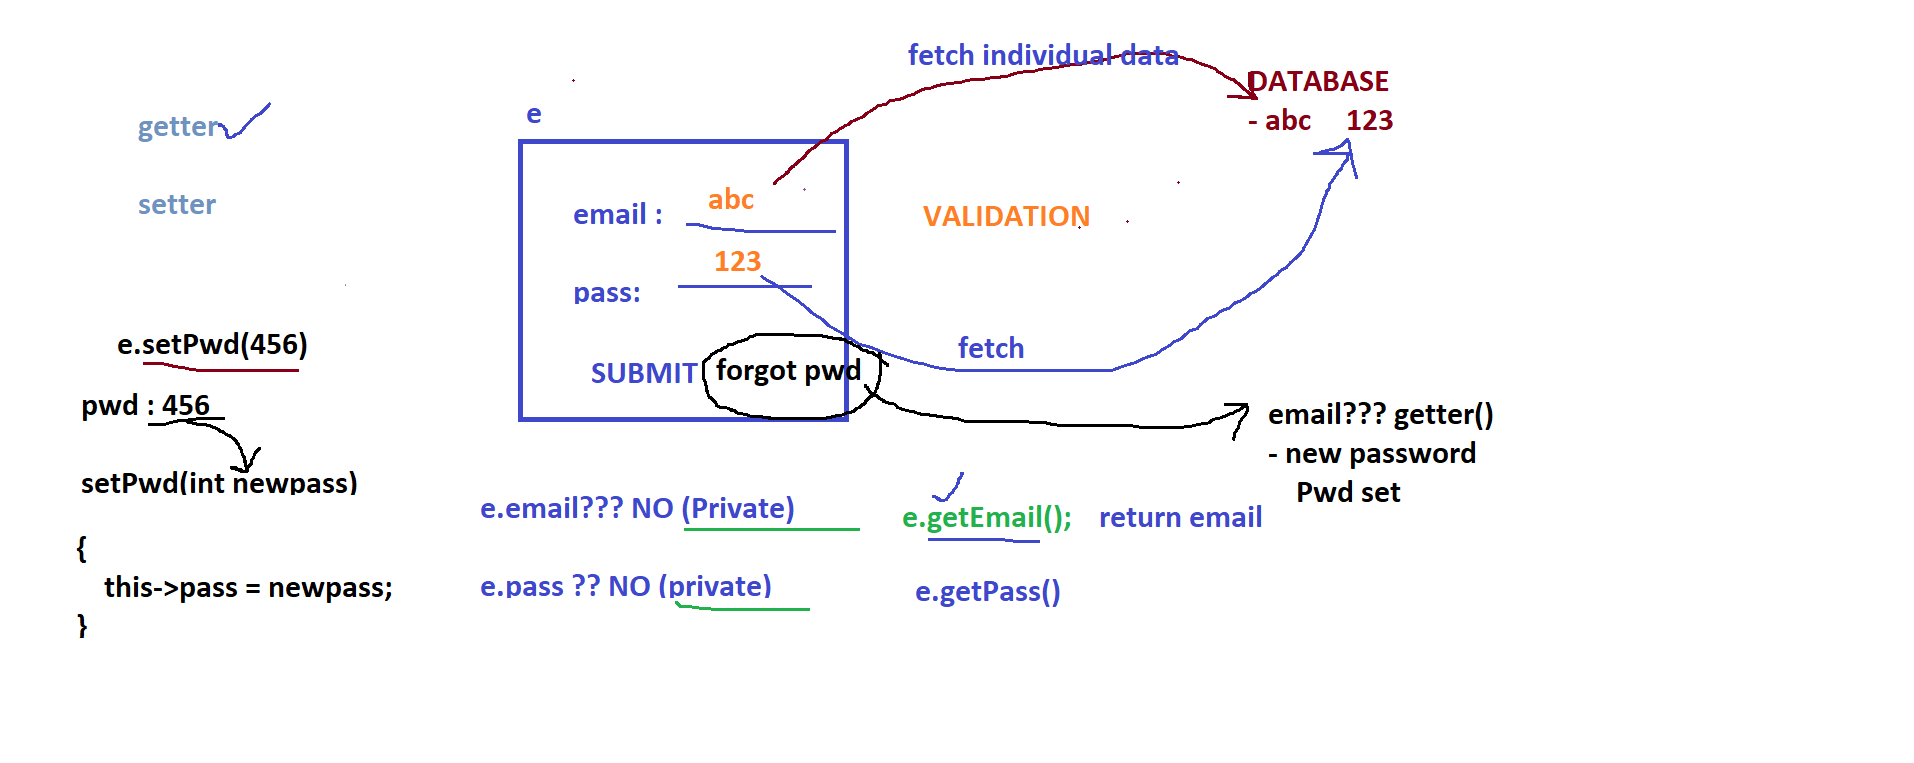 fetch individual data
DATABASE
- abc 123
getter
setter
e
email : abc
pass: 123
SUBMIT forgot pwd
VALIDATION
fetch
e.setPwd(456)
pwd : 456
setPwd(int newpass)
{
this->pass = newpass;
}
email??? getter()
- new password
Pwd set
e.email??? NO (Private)
e.getEmail(); return email
e.pass ?? NO (private)
e.getPass()